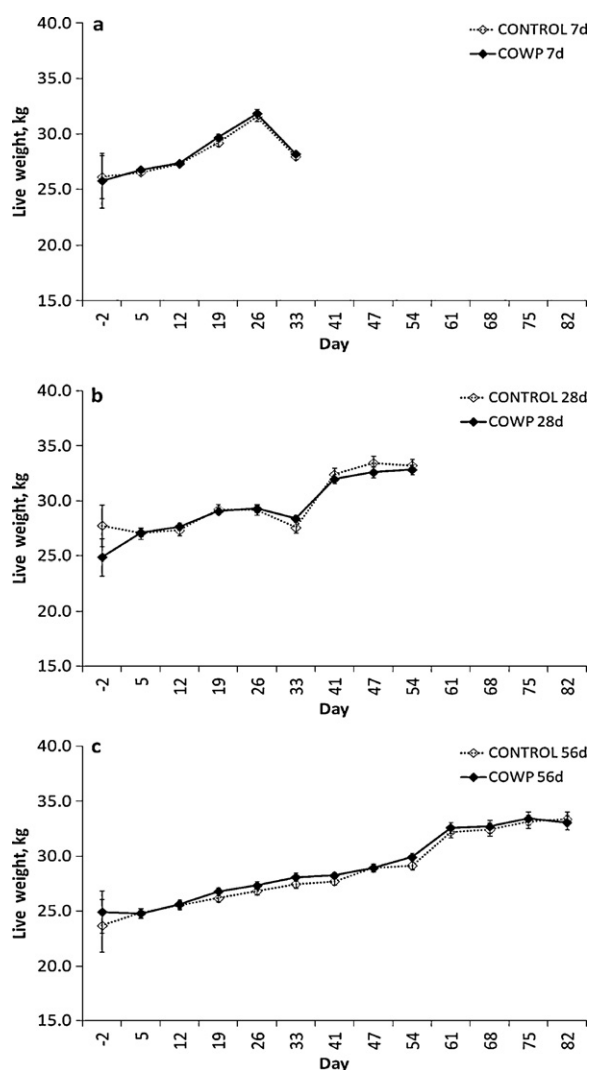 a
CONTROL 7d
COWP 7d
40.0
35.0
30.0
25.0
20.0
15.0
Live weight, kg
-2 5 12 19 26 33 41 47 54 61 68 75 82
Day
b
CONTROL 28d
COWP 28d
40.0
35.0
30.0
25.0
20.0
15.0
Live weight, kg
-2 5 12 19 26 33 41 47 54 61 68 75 82
Day
c
CONTROL 56d
COWP 56d
40.0
35.0
30.0
25.0
20.0
15.0
Live weight, kg
-2 5 12 19 26 33 41 47 54 61 68 75 82
Day